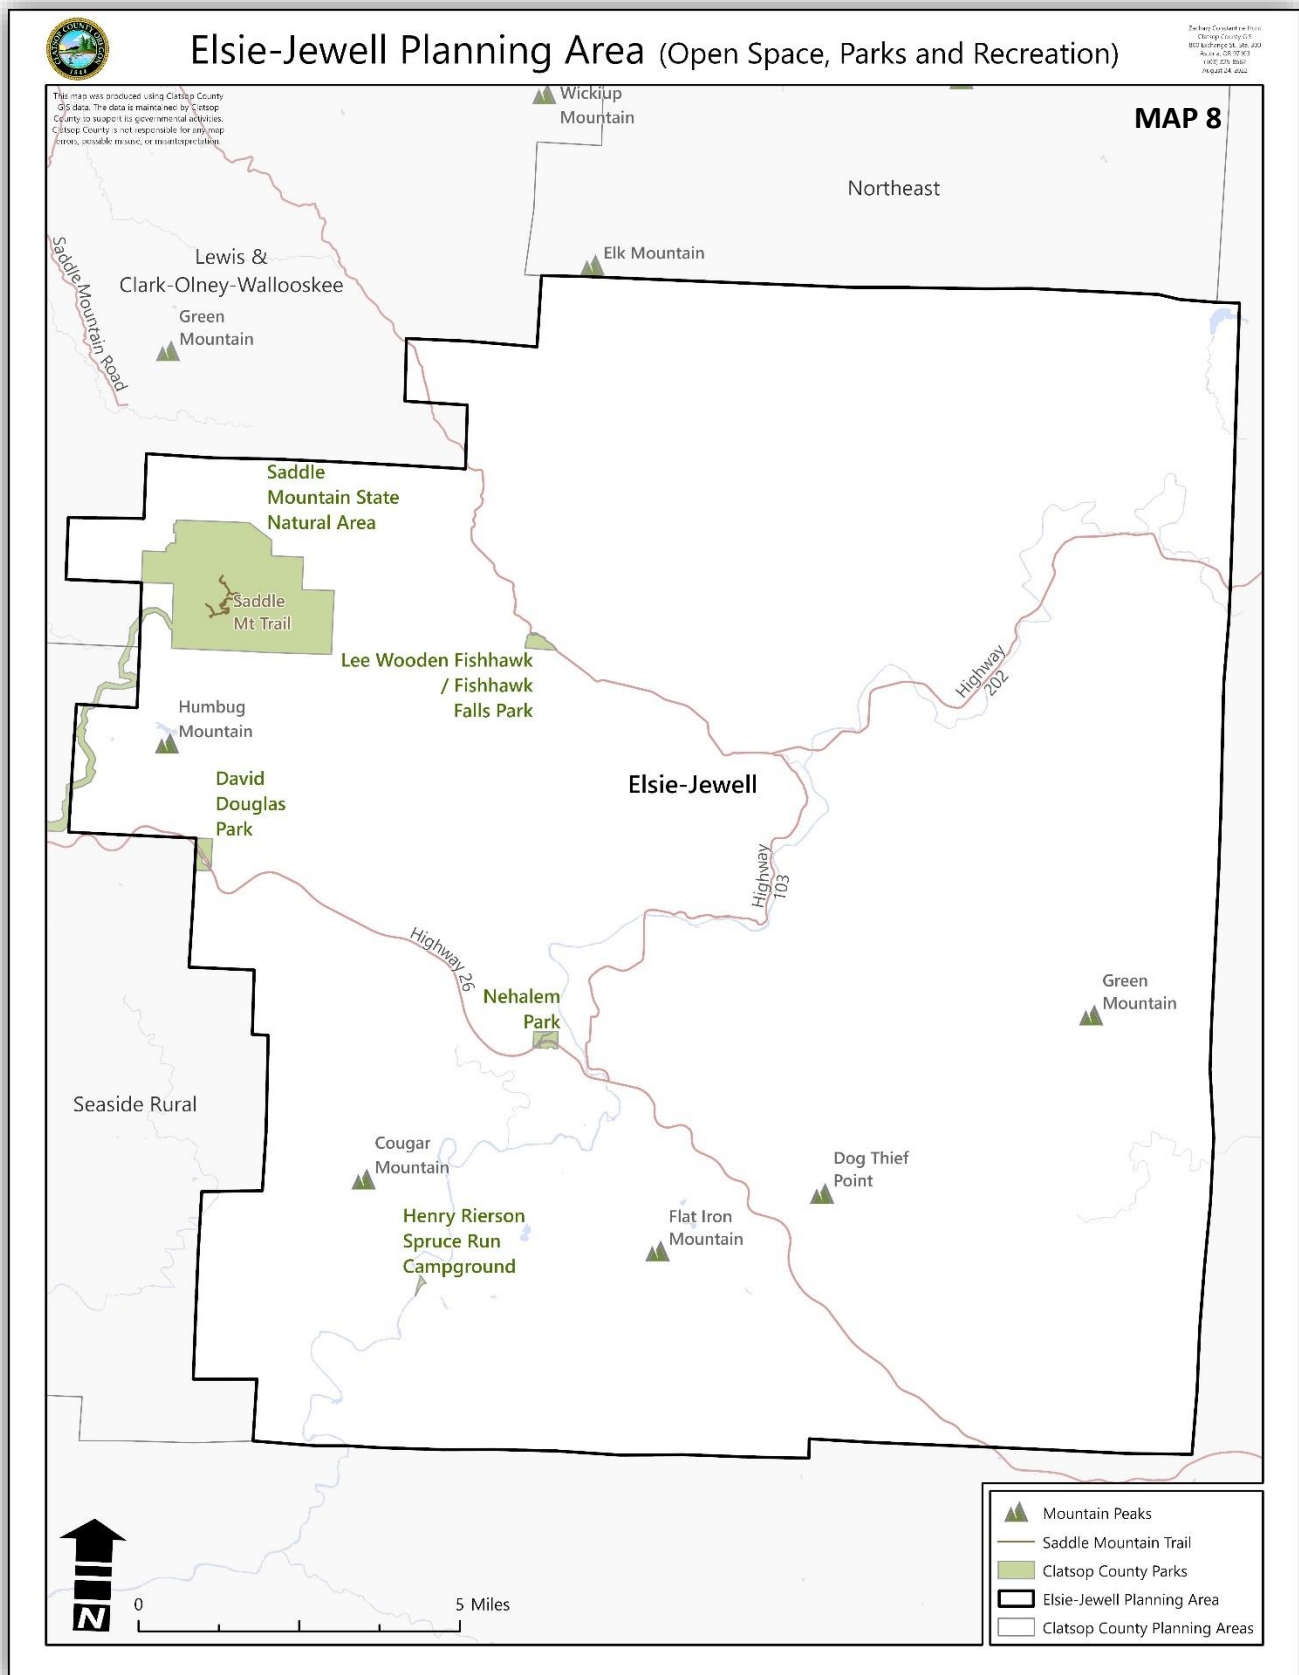 Elsie-Jewell Planning Area (Open Space, Parks and Recreation)
Clatsop County GIS
August 24, 2022
This map was produced using Clatsop County
GIS data. The data is maintained by Clatsop
County to support its governmental activities.
Clatsop County is not responsible for any map
errors, possible misuse, or misinterpretation.
MAP 8
Wickiup
Mountain
Northeast
Lewis &
Clark-Olney-Wallooskee
Elk Mountain
Saddle Mountain Road
Green
Mountain
Saddle
Mountain State
Natural Area
Saddle
Mt Trail
Lee Wooden Fishhawk
/ Fishhawk
Falls Park
Highway
202
Humbug
Mountain
David
Douglas
Park
Elsie-Jewell
Highway
103
Highway 26
Nehalem
Park
Green
Mountain
Seaside Rural
Cougar
Mountain
Dog Thief
Point
Henry Rierson
Spruce Run
Campground
Flat Iron
Mountain
Mountain Peaks
Saddle Mountain Trail
Clatsop County Parks
Elsie-Jewell Planning Area
Clatsop County Planning Areas
N
0 5 Miles